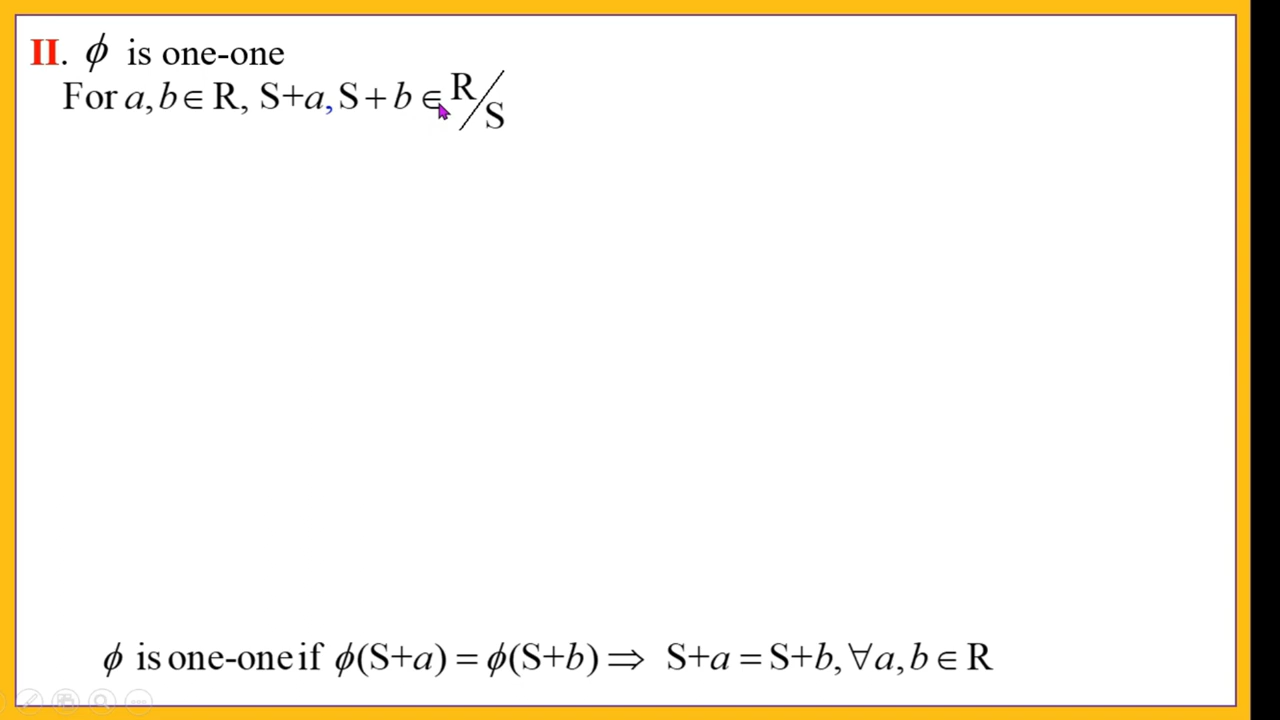 II. ϕ is one-one
For a, b ∈ R, S+a, S + b ∈ R/S
ϕ is one-one if ϕ(S+a) = ϕ(S+b) ⇒ S+a = S+b, ∀a, b ∈ R